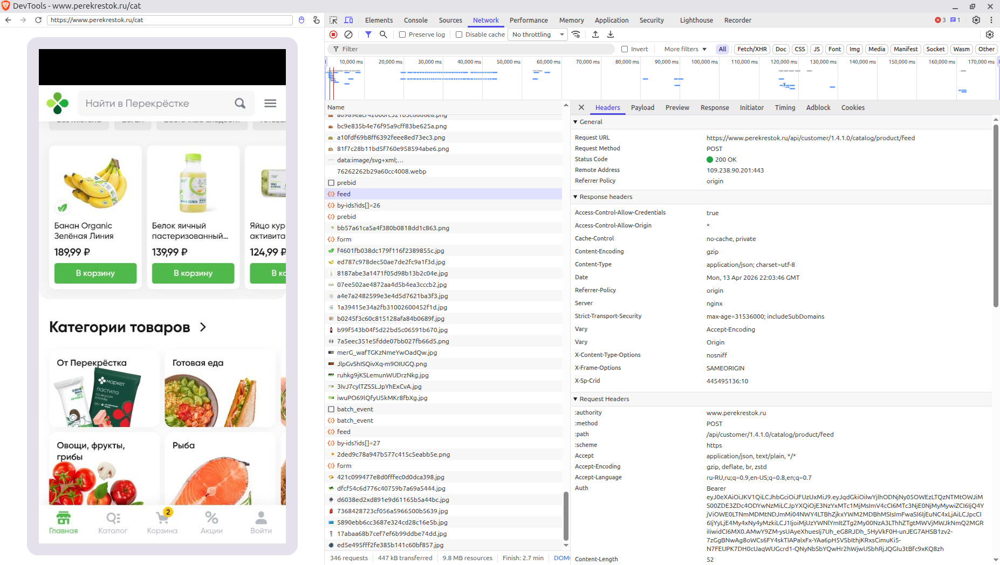 DevTools - www.perekrestok.ru/cat
https://www.perekrestok.ru/cat
Elements Console Sources Network Performance Memory Application Security Lighthouse Recorder 3 1
Preserve log Disable cache No throttling
Filter Invert More filters All Fetch/XHR Doc CSS JS Font Img Media Manifest Socket Wasm Other
10,000 ms 20,000 ms 30,000 ms 40,000 ms 50,000 ms 60,000 ms 70,000 ms 80,000 ms 90,000 ms 100,000 ms 110,000 ms 120,000 ms 130,000 ms 140,000 ms 150,000 ms 160,000 ms 170,000 ms
Найти в Перекрёстке
Банан Organic
Зелёная Линия
189,99 ₽
В корзину
Белок яичный
пастеризованный...
139,99 ₽
В корзину
Яйцо кур
активита
124,99 ₽
Категории товаров
От Перекрёстка
маркет
пастила
Готовая еда
Овощи, фрукты,
грибы
Рыба
2
Главная Каталог Корзина Акции Войти
Name
bc9e835b4e76f95a9cff83be625a.png
a10fdf69b8ff6392feee8ed73ec3.png
81f7c28b11bd5f760e958594abe6.png
data:image/svg+xml;…
76262262b29a60cc4008.webp
prebid
feed
by-ids?ids[]=26
prebid
bb57a61ca5a4f380b0818dd1c863.png
form
f4601fb038dc179f116f2389855c.jpg
ed787c978dec50ae7de2fc9a1f3d.jpg
8187abe3a1471f05d98b13b2c04e.jpg
07ee502ae4872aa4d5b4ea3cccb2.jpg
a4e7a2482599e3e4d5d7621ba3f3.jpg
1a39415e34a2fb31002600452f1d.jpg
b0245f3c60c815128afa84b0689f.jpg
b99f543b04f5d22bd5c06591b670.jpg
7a5eec351e5fdde07bb027fb66d5.png
merG_wafTGKzNmeYwOadQw.jpg
JlpGvShISQivXq-m9OIUGQ.png
ruhkg9jKSLemunWUDrzNkg.jpg
3IvJ7cylTZS5LJpYhExCvA.jpg
iwuPO69lQfyU5kMKr8fbXg.jpg
batch_event
batch_event
feed
by-ids?ids[]=27
2ded9c78a947b577c415c5eabb5e.png
form
421c099477e8d0fffec0d0dca398.jpg
dfcf54c6d776c40759b7a69a5444.jpg
d6038ed2xd891e9d61165b5a44bc.jpg
7368428723cf056a5966500b5639.jpg
5890ebb6cc3687e324cd28c16e5b.jpg
17abaa68b7cef7ef6b99ddbe74dd.jpg
ed5e495fff2fe385b141c60bf857.jpg
346 requests 447 kB transferred 9.8 MB resources Finish: 2.7 min DOMC
Headers Payload Preview Response Initiator Timing Adblock Cookies
General
Request URL https://www.perekrestok.ru/api/customer/1.4.1.0/catalog/product/feed
Request Method POST
Status Code 200 OK
Remote Address 109.238.90.201:443
Referrer Policy origin
Response headers
Access-Control-Allow-Credentials true
Access-Control-Allow-Origin *
Cache-Control no-cache, private
Content-Encoding gzip
Content-Type application/json; charset=utf-8
Date Mon, 13 Apr 2026 22:03:46 GMT
Referrer-Policy origin
Server nginx
Strict-Transport-Security max-age=31536000; includeSubDomains
Vary Accept-Encoding
Vary Origin
X-Content-Type-Options nosniff
X-Frame-Options SAMEORIGIN
X-Sp-Crid 445495136:10
Request Headers
:authority www.perekrestok.ru
:method POST
:path /api/customer/1.4.1.0/catalog/product/feed
:scheme https
Accept application/json, text/plain, */*
Accept-Encoding gzip, deflate, br, zstd
Accept-Language ru-RU,ru;q=0.9,en-US;q=0.8,en;q=0.7
Auth Bearer
Content-Length 52